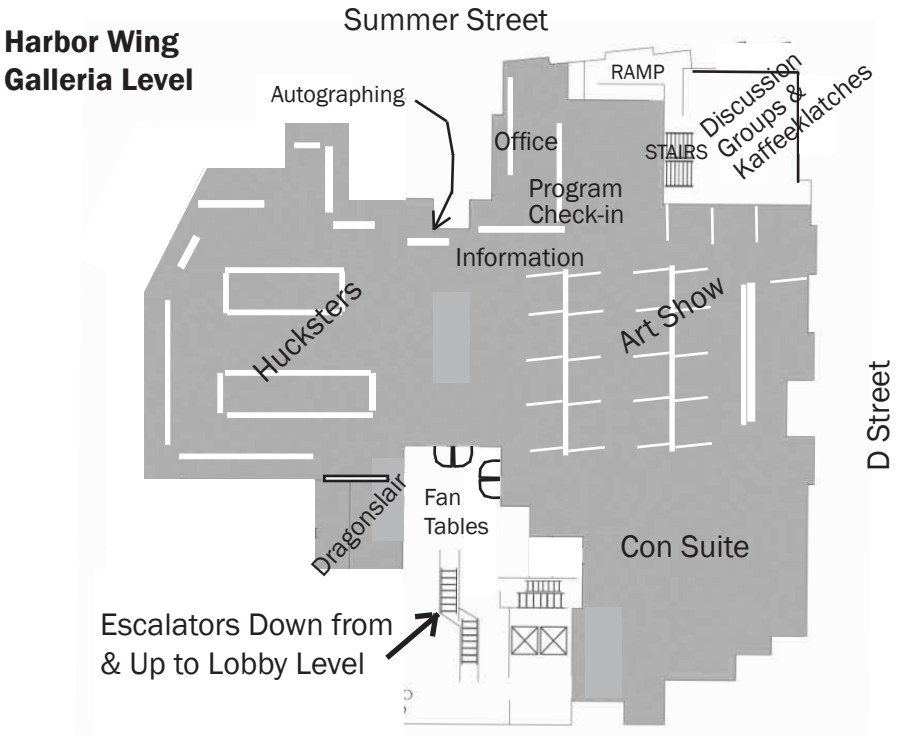 Summer Street
Harbor Wing
Galleria Level
RAMP
Discussion
Groups &
Kaffeeklatches
Autographing
Office
STAIRS
Program
Check-in
Information
Hucksters
Art Show
D Street
Dragonslair
Fan
Tables
Con Suite
Escalators Down from
& Up to Lobby Level